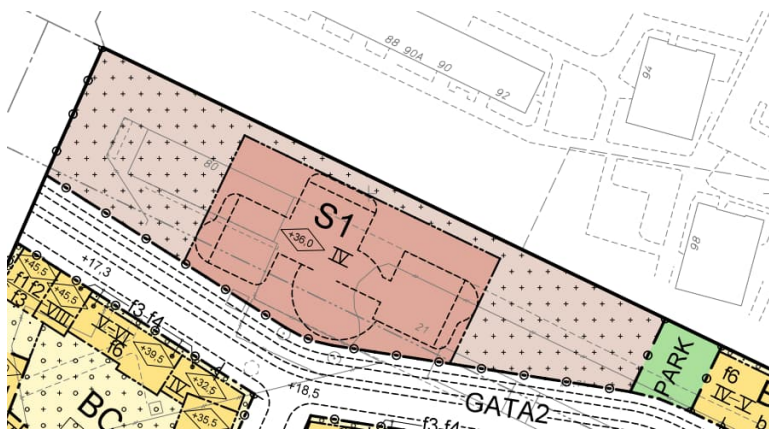 88 90A 90
92
94
80
S1
+36,0
IV
98
+17,3
21
+45,5
f1 f2
+45,5
f3
VIII
V-V
f3-f4
f6
+39,5
IV
+32,5
+35,5
BC
+18,5
GATA2
f3-f4
PARK
f6
IV-V